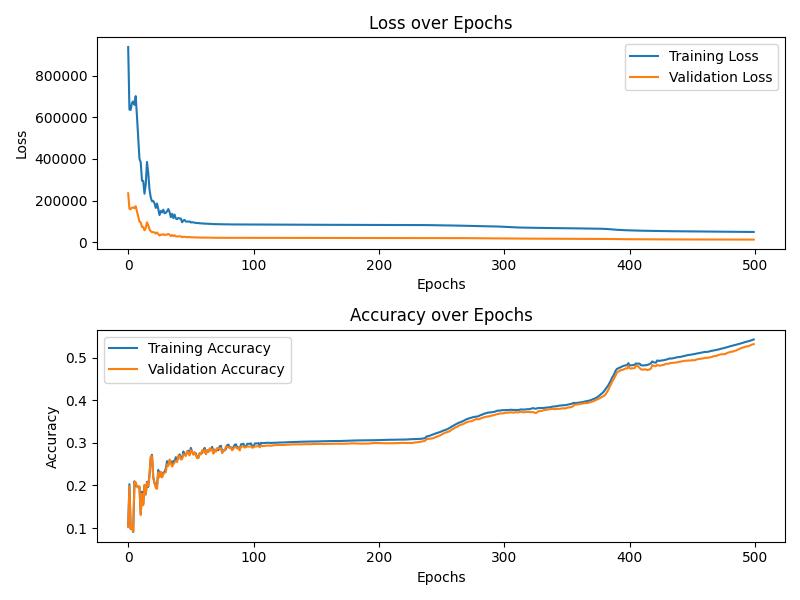 Loss over Epochs
800000
600000
400000
200000
0
Loss
Training Loss
Validation Loss
0 100 200 300 400 500
Epochs
Accuracy over Epochs
0.5
0.4
0.3
0.2
0.1
Accuracy
Training Accuracy
Validation Accuracy
0 100 200 300 400 500
Epochs